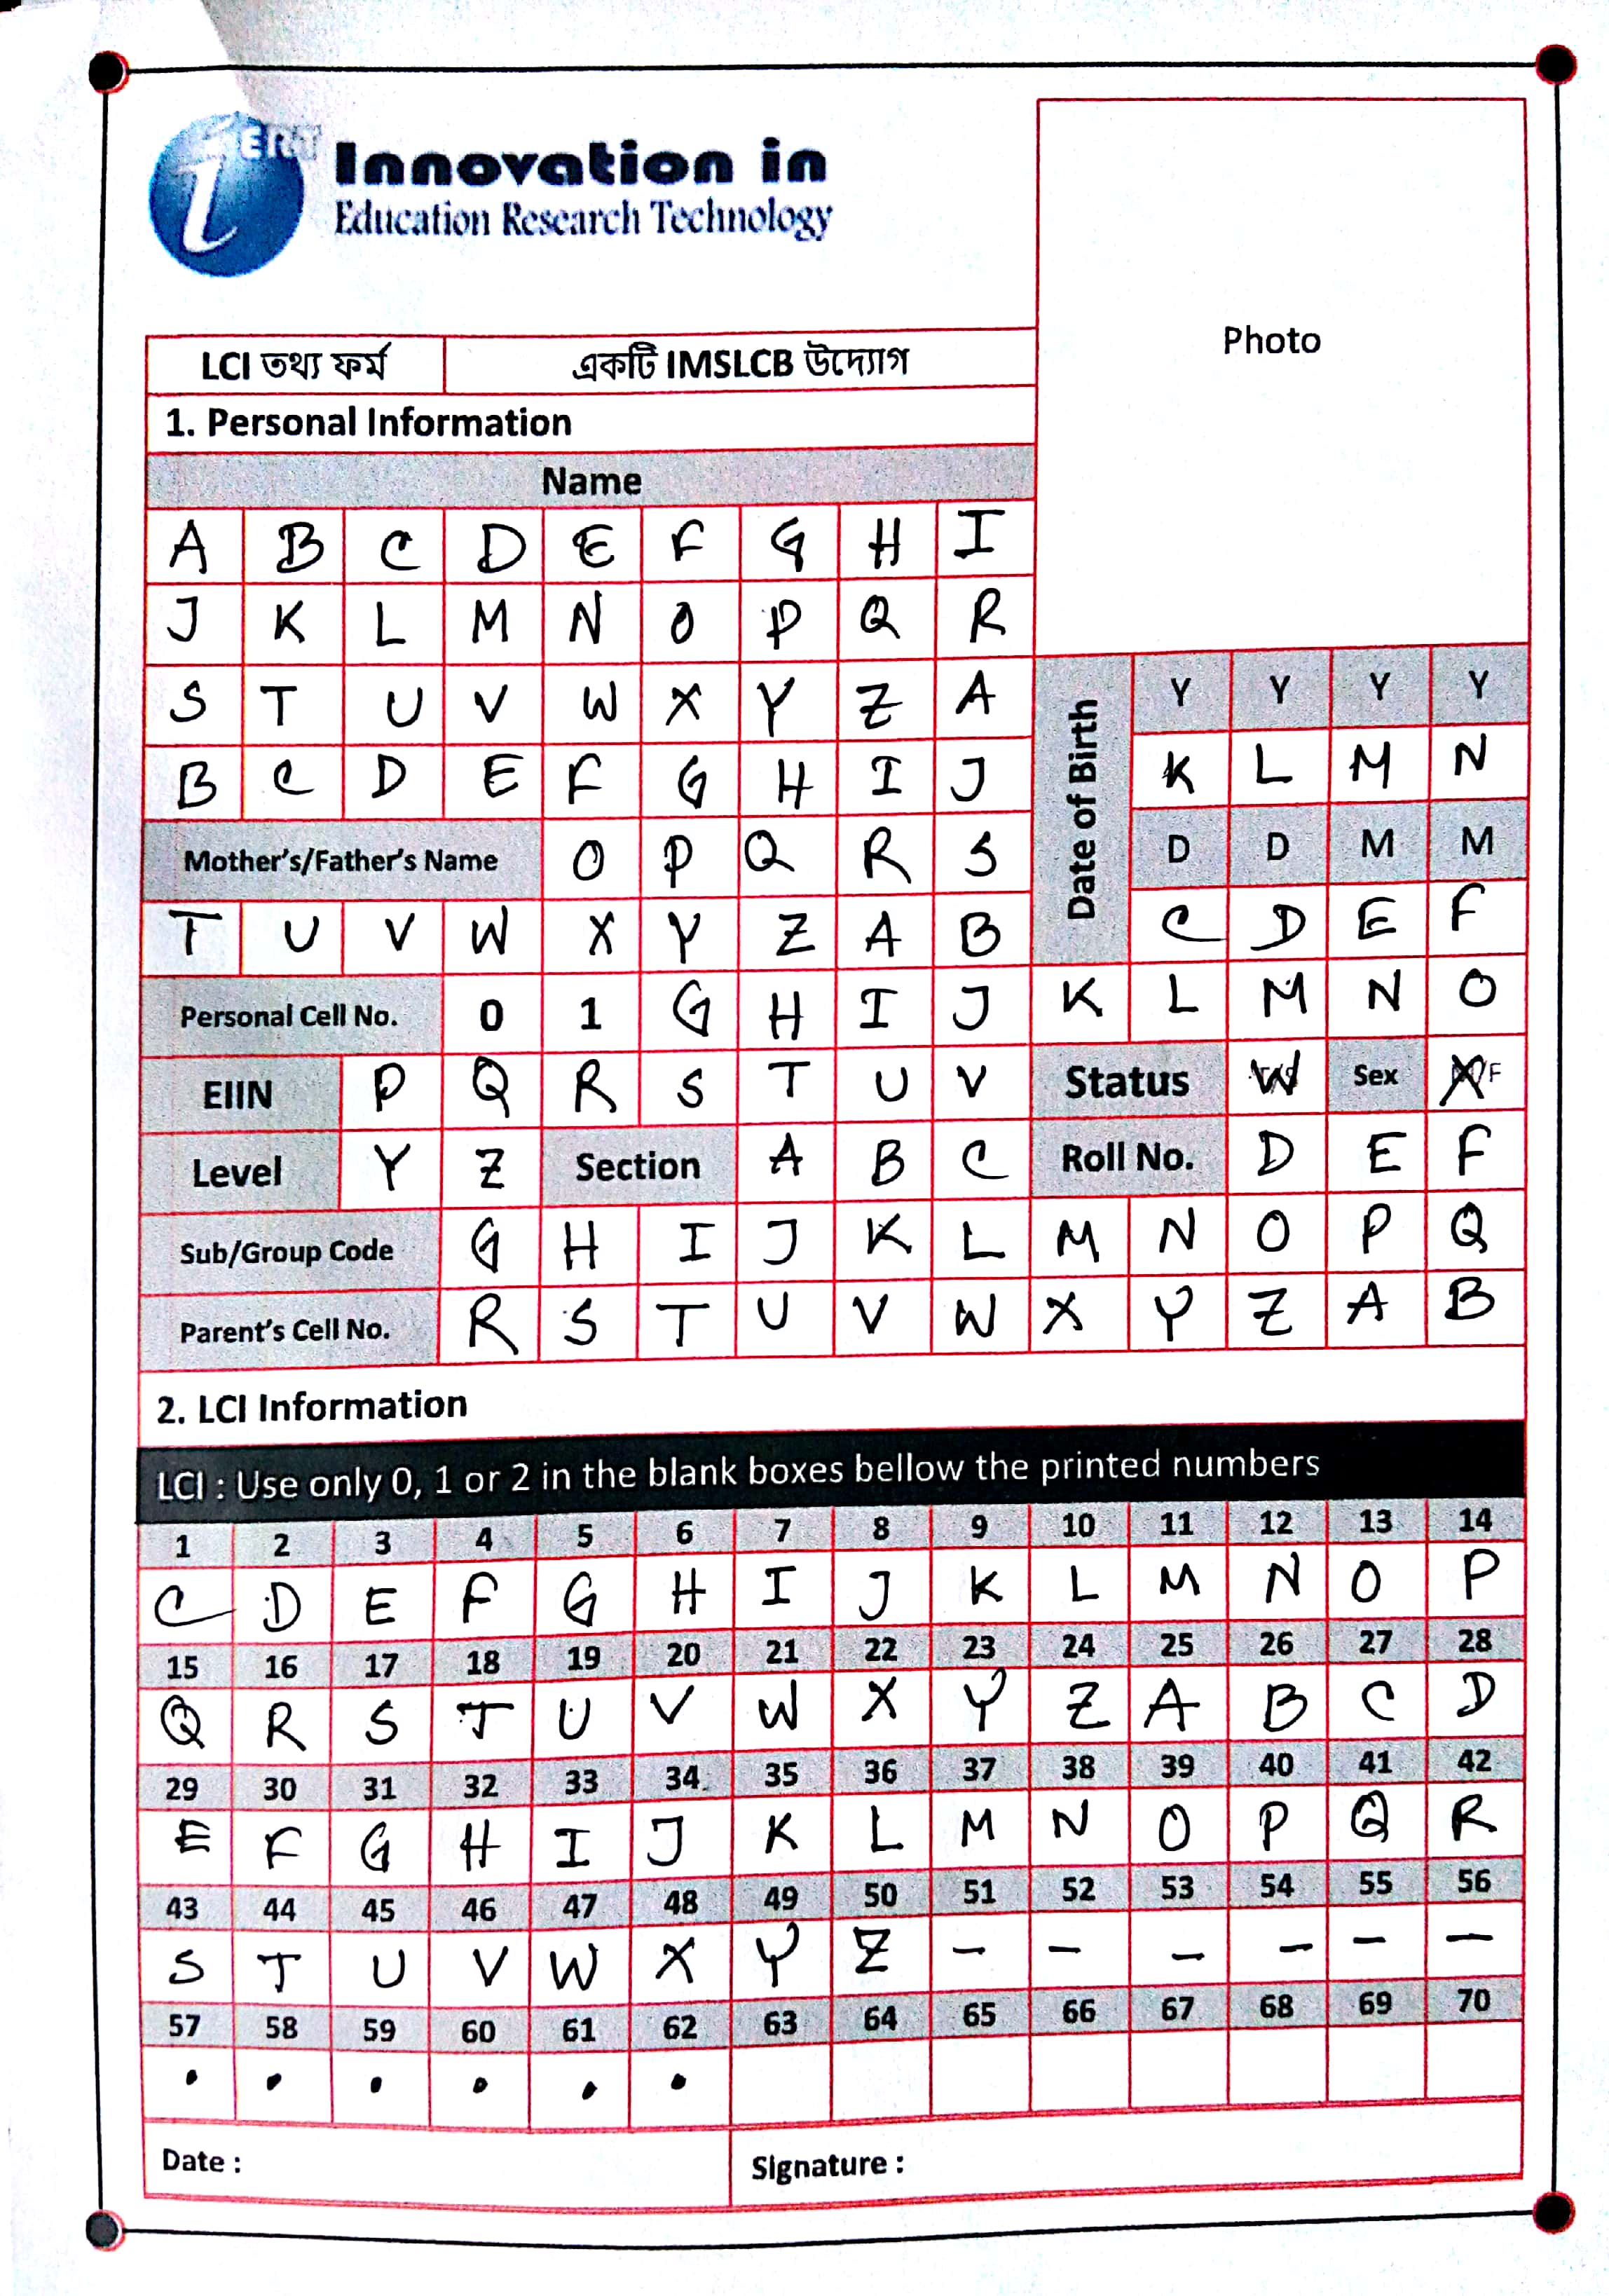 iERT Innovation in
Education Research Technology
Photo
LCI তথ্য ফর্ম একটি IMSLCB উদ্যোগ
1. Personal Information
Name
A B C D E F G H I
J K L M N O P Q R
S T U V W X Y Z A
B C D E F G H I J
Date of Birth
Y Y Y Y
K L M N
D D M M
C D E F
Mother's/Father's Name O P Q R S
T U V W X Y Z A B
Personal Cell No. 0 1 G H I J K L M N O
EIIN P Q R S T U V Status W Sex X /F
Level Y Z Section A B C Roll No. D E F
Sub/Group Code G H I J K L M N O P Q
Parent's Cell No. R S T U V W X Y Z A B
2. LCI Information
LCI : Use only 0, 1 or 2 in the blank boxes bellow the printed numbers
1 2 3 4 5 6 7 8 9 10 11 12 13 14
C D E F G H I J K L M N O P
15 16 17 18 19 20 21 22 23 24 25 26 27 28
Q R S T U V W X Y Z A B C D
29 30 31 32 33 34 35 36 37 38 39 40 41 42
E F G H I J K L M N O P Q R
43 44 45 46 47 48 49 50 51 52 53 54 55 56
S T U V W X Y Z – – – – – –
57 58 59 60 61 62 63 64 65 66 67 68 69 70
. . . . . .
Date : Signature :